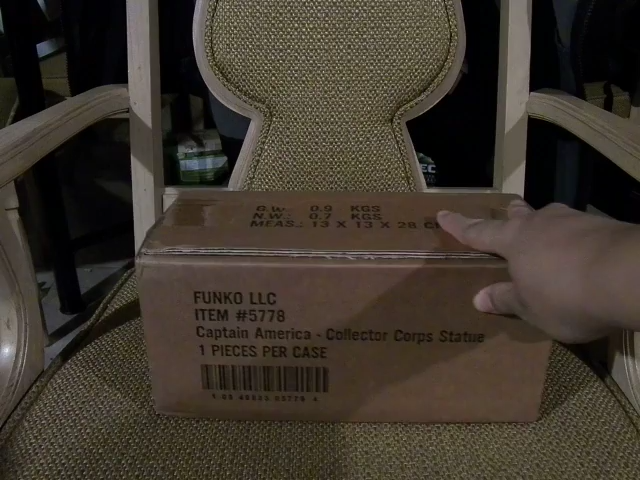 G.W.: 0.9 KGS
N.W.: 0.7 KGS
MEAS.: 13 X 13 X 28
FUNKO LLC
ITEM #5778
Captain America - Collector Corps Statue
1 PIECES PER CASE